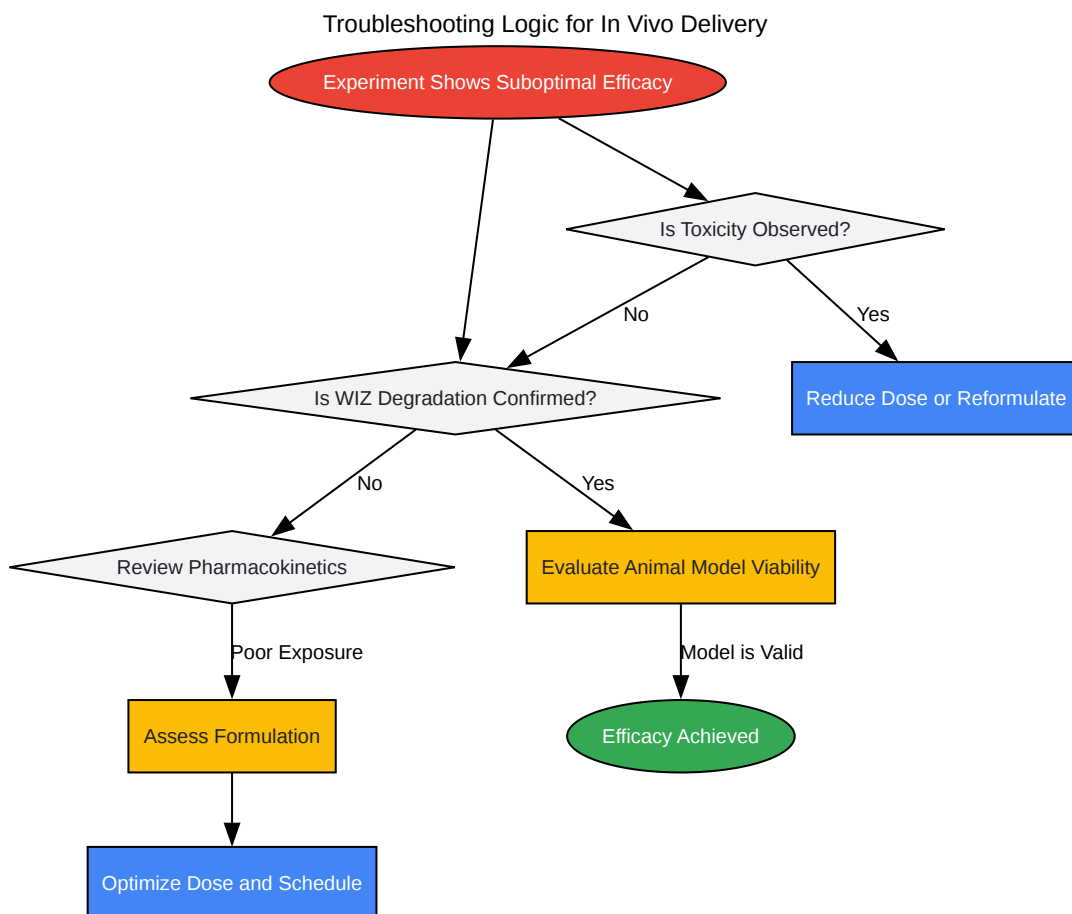 Troubleshooting Logic for In Vivo Delivery
Experiment Shows Suboptimal Efficacy
Is Toxicity Observed?
No
Yes
Is WIZ Degradation Confirmed?
Reduce Dose or Reformulate
No
Yes
Review Pharmacokinetics
Evaluate Animal Model Viability
Poor Exposure
Model is Valid
Assess Formulation
Efficacy Achieved
Optimize Dose and Schedule